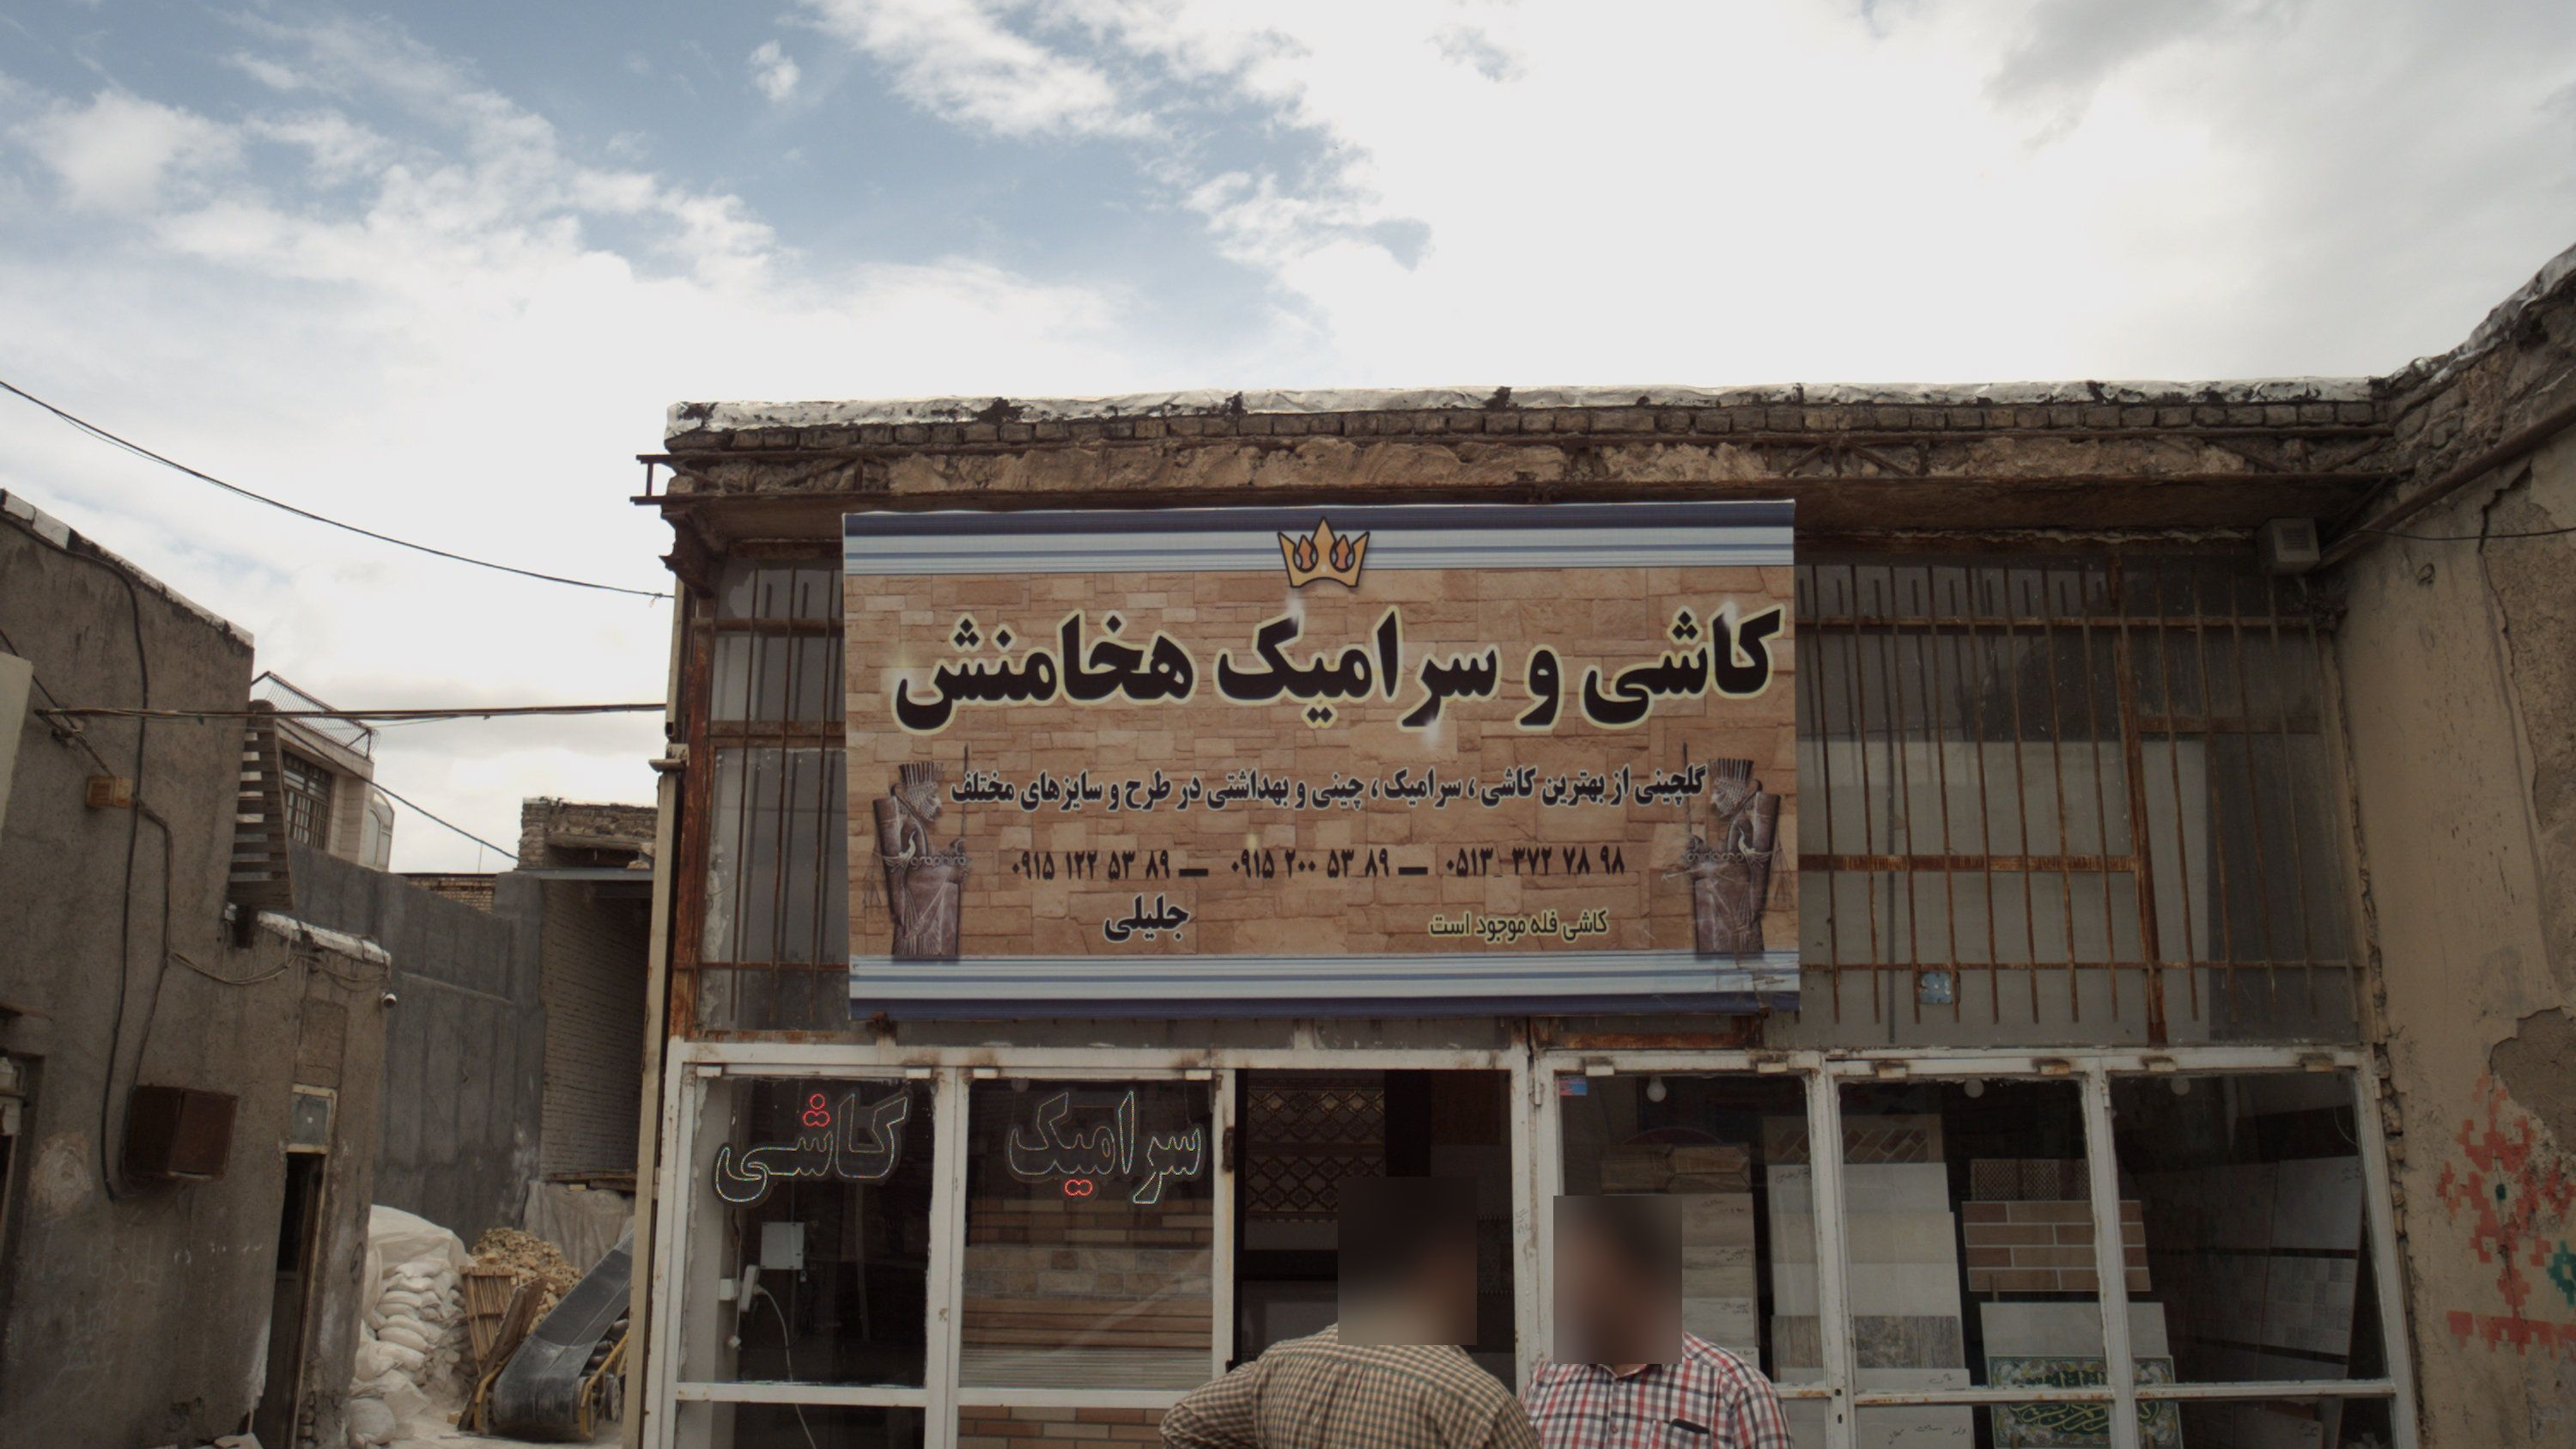 کاشی و سرامیک هخامنش
گلچینی از بهترین کاشی ، سرامیک ، چینی و بهداشتی در طرح و سایزهای مختلف
۰۹۱۵ ۱۲۲ ۵۳ ۸۹ — ۰۹۱۵ ۲۰۰ ۵۳ ۸۹ — ۰۵۱۳ ۳۷۲ ۷۸ ۹۸
کاشی فله موجود است
جلیلی
سرامیک
کاشی